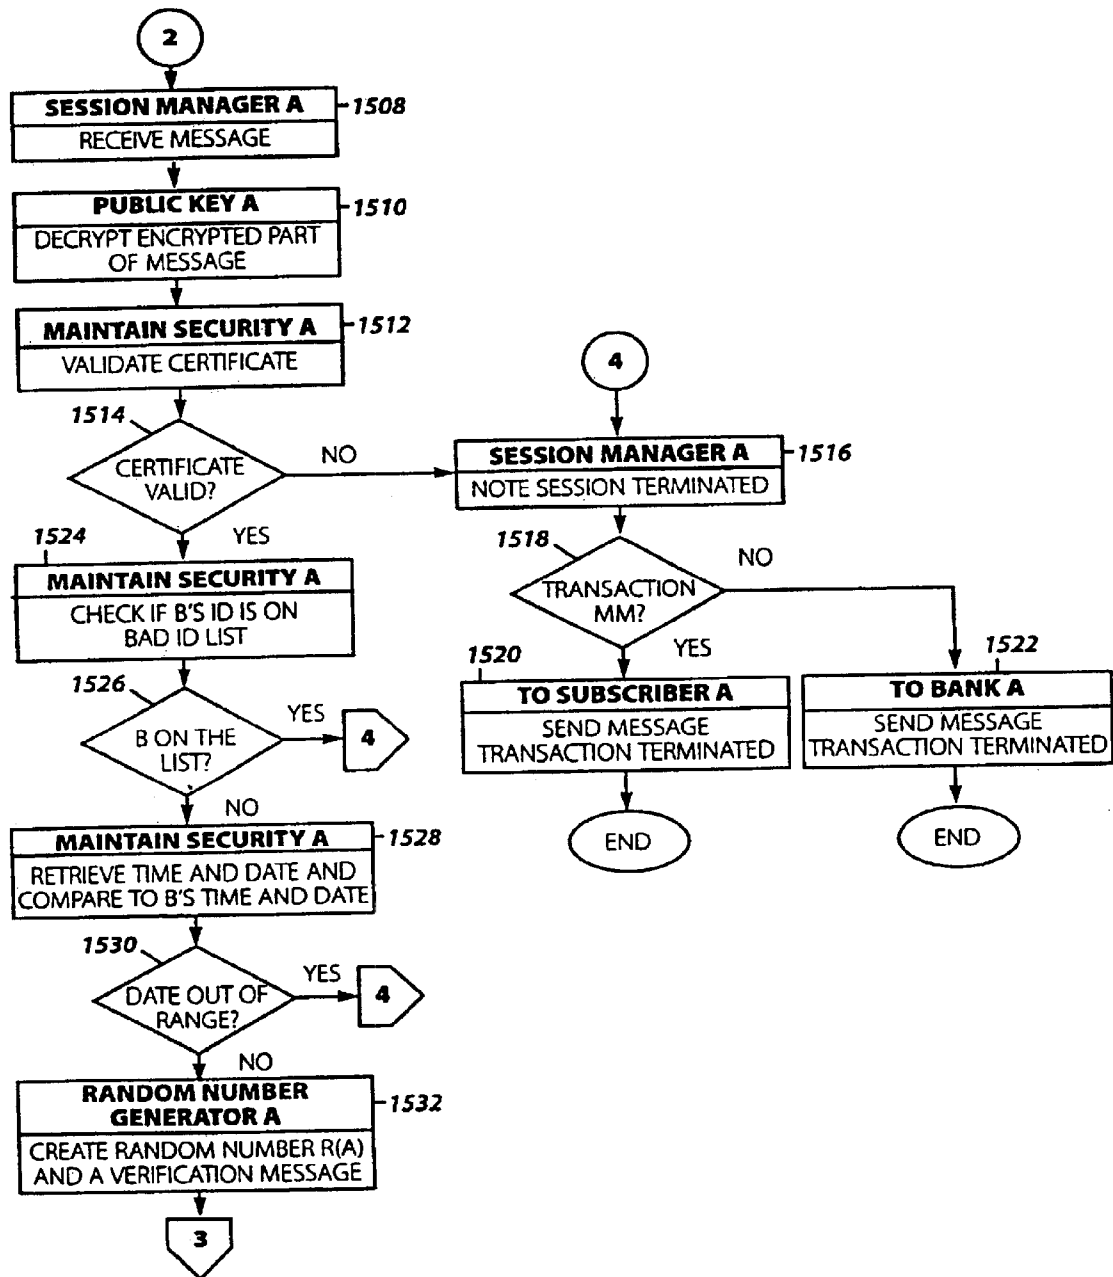 2
SESSION MANAGER A
1508
RECEIVE MESSAGE
PUBLIC KEY A
1510
DECRYPT ENCRYPTED PART
OF MESSAGE
MAINTAIN SECURITY A
1512
VALIDATE CERTIFICATE
1514
CERTIFICATE
VALID?
NO
YES
4
SESSION MANAGER A
1516
NOTE SESSION TERMINATED
1518
TRANSACTION
MM?
NO
YES
1520
TO SUBSCRIBER A
SEND MESSAGE
TRANSACTION TERMINATED
END
1522
TO BANK A
SEND MESSAGE
TRANSACTION TERMINATED
END
1524
MAINTAIN SECURITY A
CHECK IF B'S ID IS ON
BAD ID LIST
1526
B ON THE
LIST?
YES
4
NO
MAINTAIN SECURITY A
1528
RETRIEVE TIME AND DATE AND
COMPARE TO B'S TIME AND DATE
1530
DATE OUT OF
RANGE?
YES
4
NO
RANDOM NUMBER
GENERATOR A
1532
CREATE RANDOM NUMBER R(A)
AND A VERIFICATION MESSAGE
3